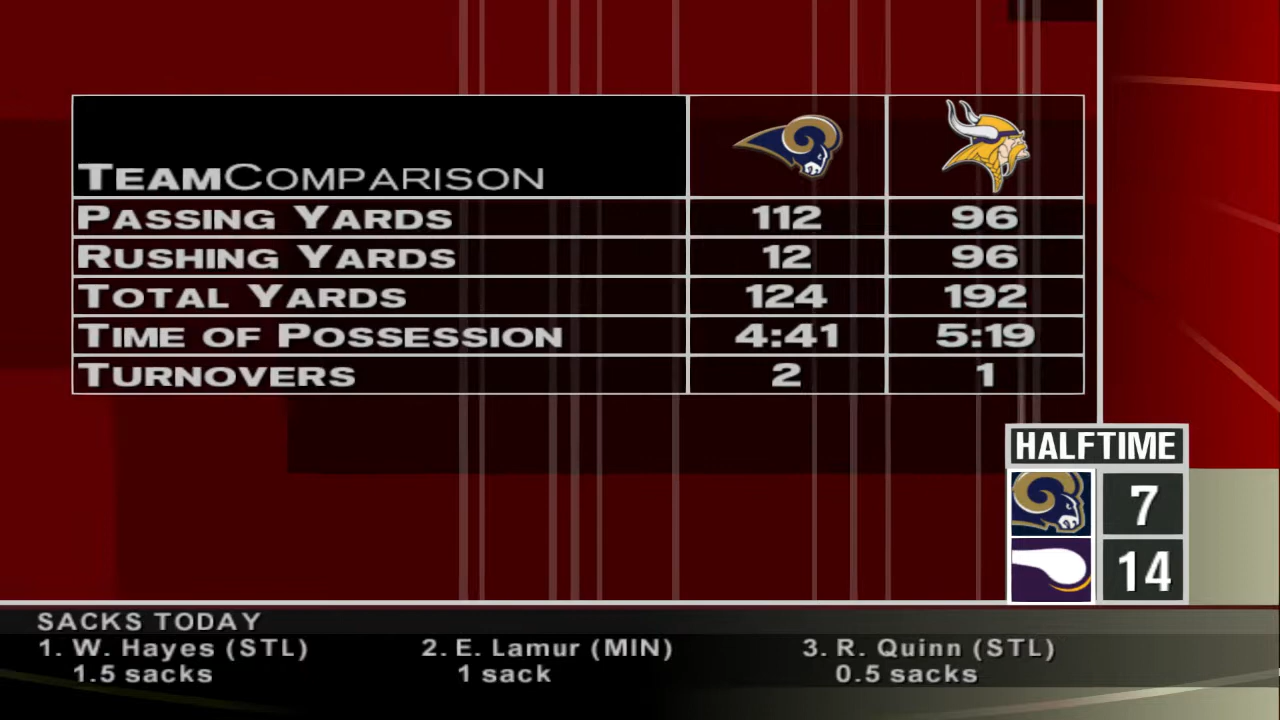 TEAMCOMPARISON
PASSING YARDS 112 96
RUSHING YARDS 12 96
TOTAL YARDS 124 192
TIME OF POSSESSION 4:41 5:19
TURNOVERS 2 1
HALFTIME
7
14
SACKS TODAY
1. W. Hayes (STL) 2. E. Lamur (MIN) 3. R. Quinn (STL)
1.5 sacks 1 sack 0.5 sacks